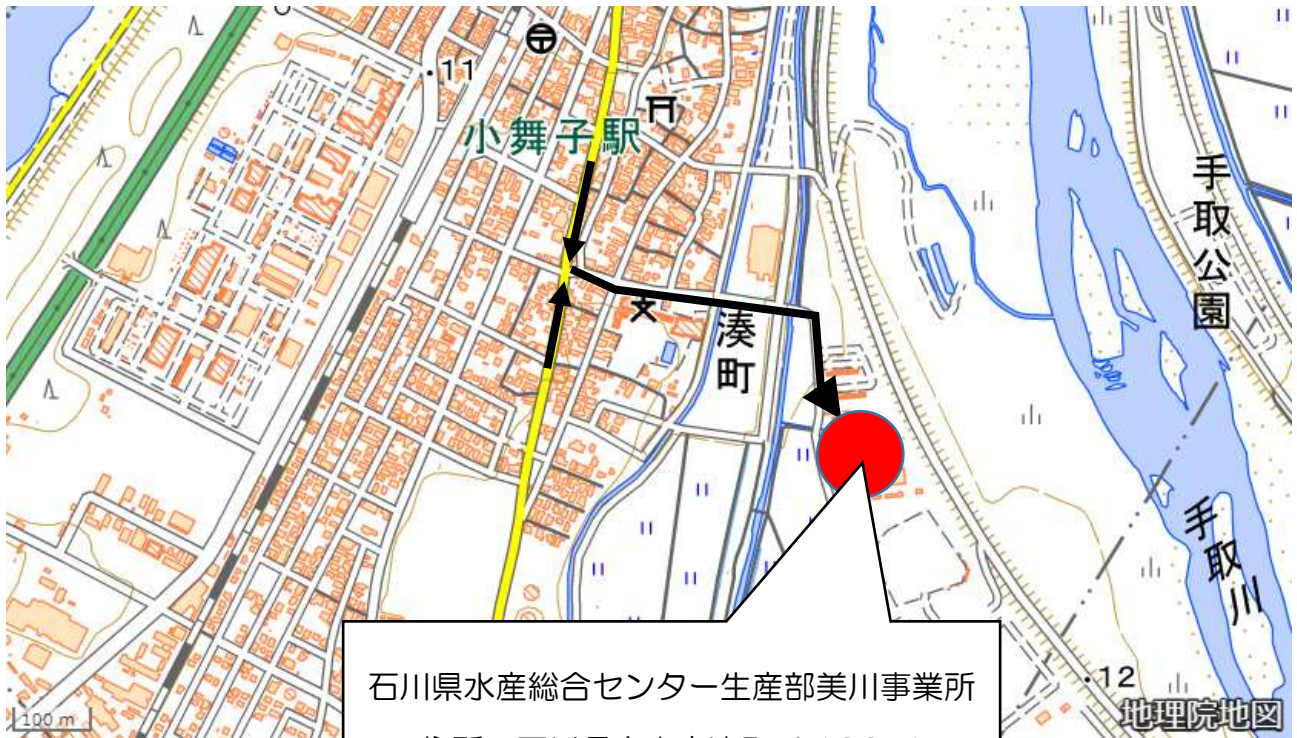 11
小舞子駅
手取公園
湊町
手取川
12
石川県水産総合センター生産部美川事業所
100 m
地理院地図